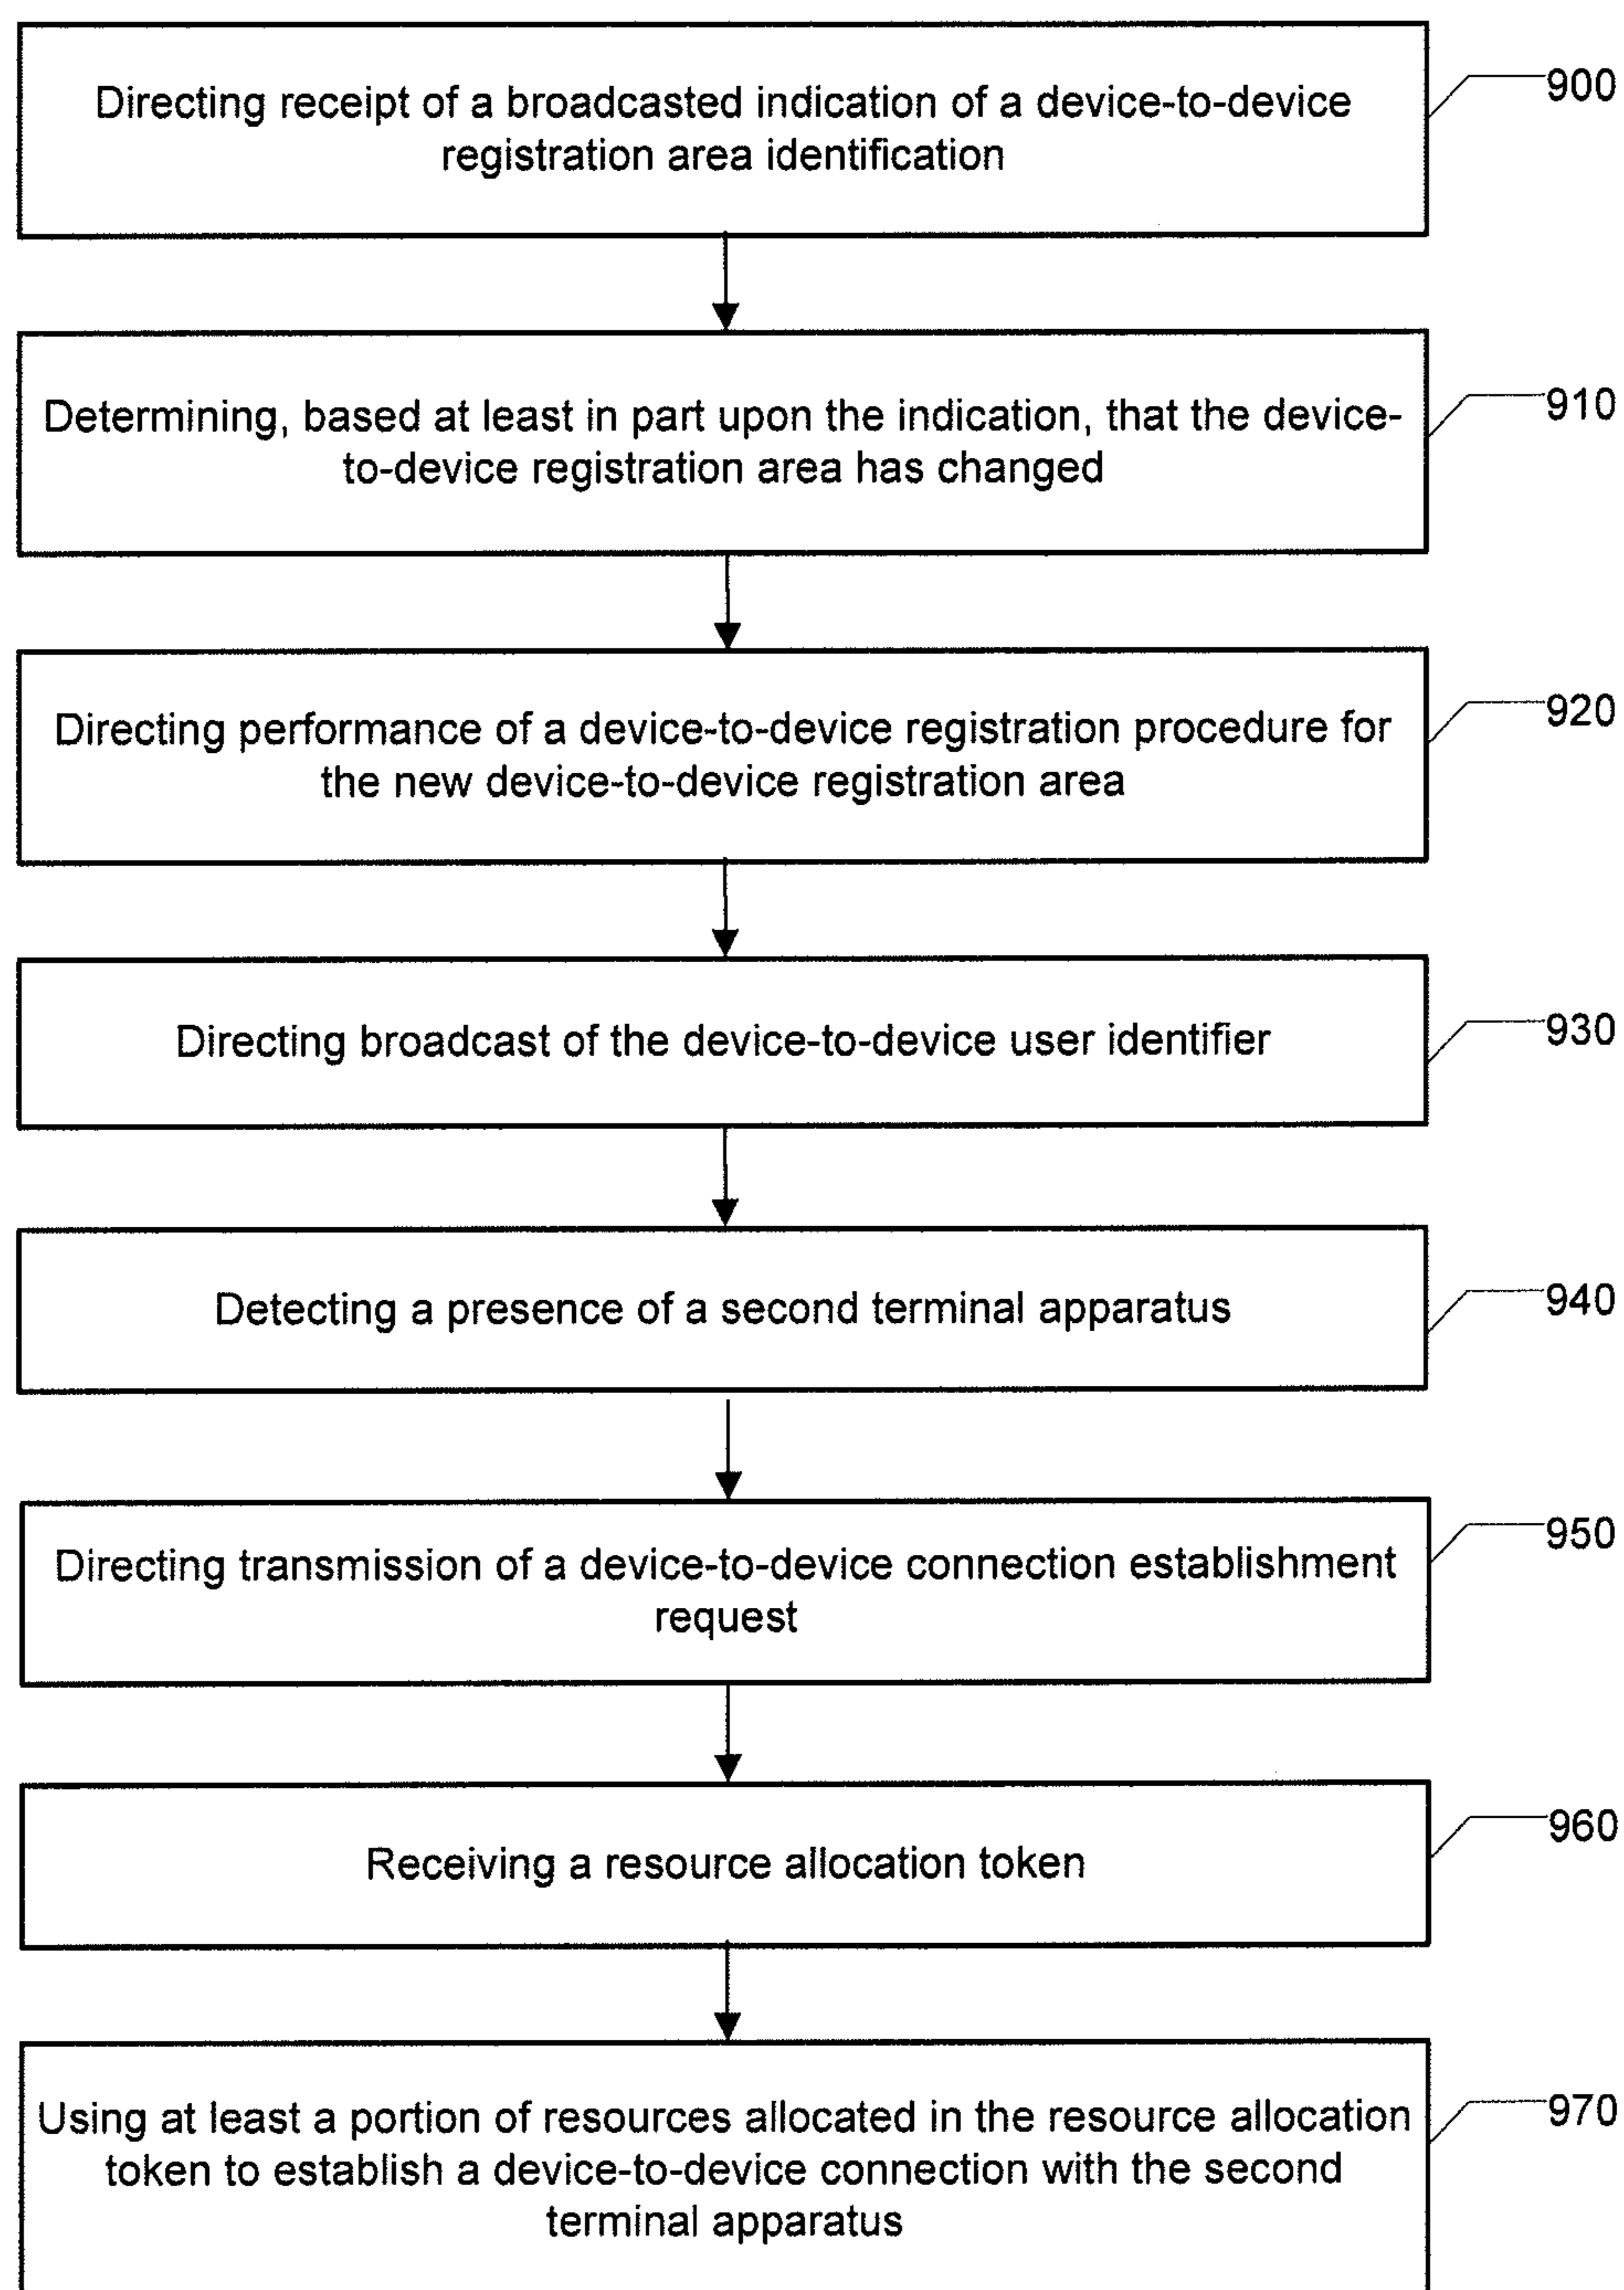 Directing receipt of a broadcasted indication of a device-to-device
registration area identification
900
Determining, based at least in part upon the indication, that the device-
to-device registration area has changed
910
Directing performance of a device-to-device registration procedure for
the new device-to-device registration area
920
Directing broadcast of the device-to-device user identifier
930
Detecting a presence of a second terminal apparatus
940
Directing transmission of a device-to-device connection establishment
request
950
Receiving a resource allocation token
960
Using at least a portion of resources allocated in the resource allocation
token to establish a device-to-device connection with the second
terminal apparatus
970